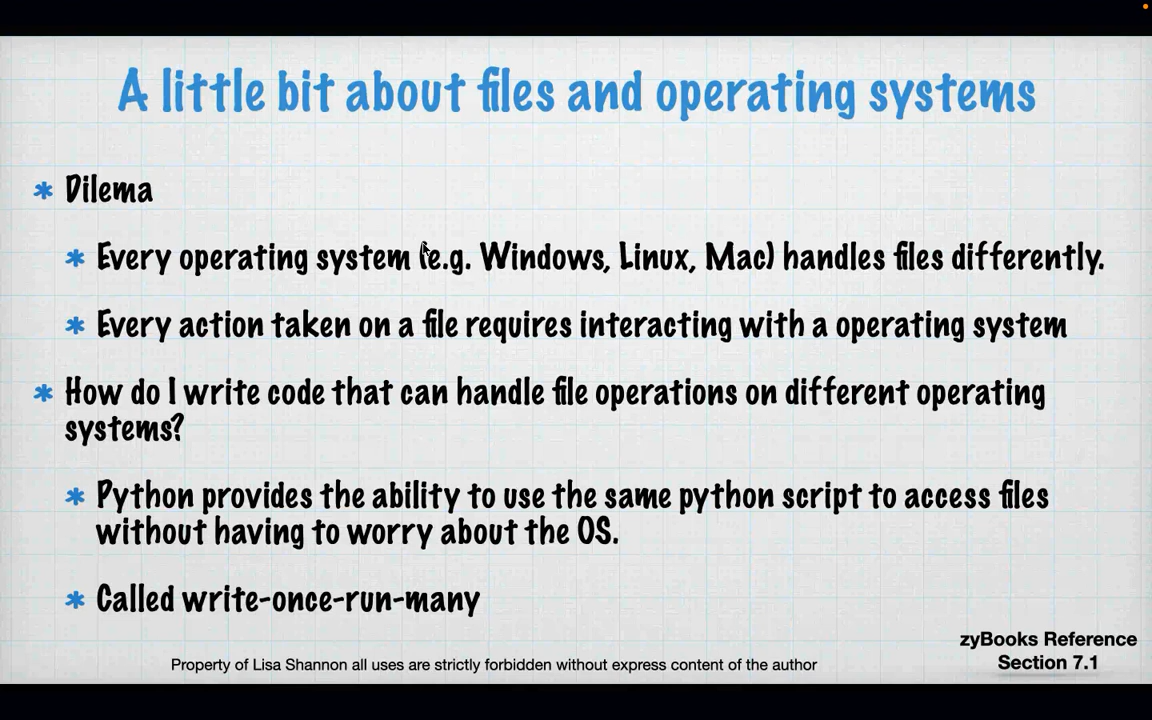 A little bit about files and operating systems
* Dilema
* Every operating system (e.g. Windows, Linux, Mac) handles files differently.
* Every action taken on a file requires interacting with a operating system
* How do I write code that can handle file operations on different operating
systems?
* Python provides the ability to use the same python script to access files
without having to worry about the OS.
* Called write-once-run-many
zyBooks Reference
Section 7.1
Property of Lisa Shannon all uses are strictly forbidden without express content of the author